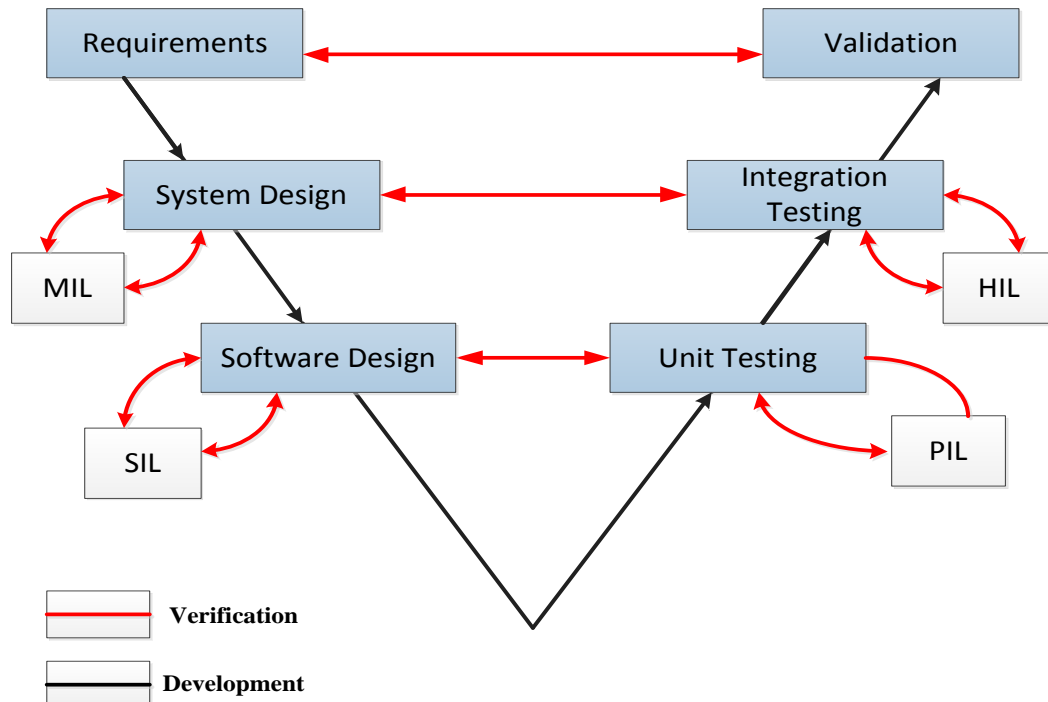 Requirements
Validation
System Design
Integration
Testing
MIL
HIL
Software Design
Unit Testing
SIL
PIL
Verification
Development